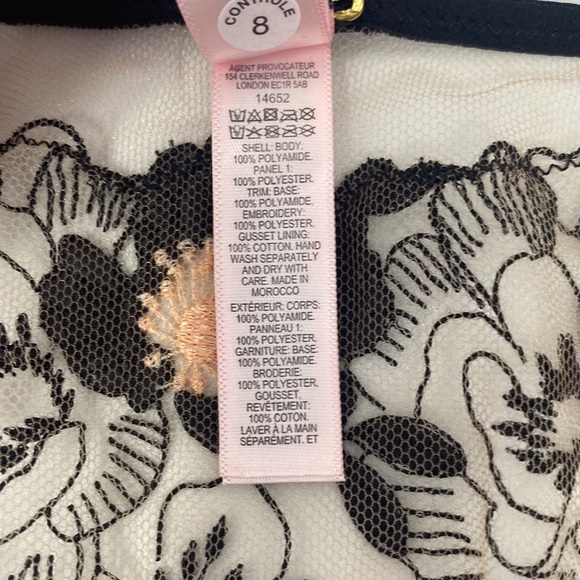 CONTRÔLE
8
AGENT PROVOCATEUR
154 CLERKENWELL ROAD
LONDON EC1R 5AB
14652
SHELL: BODY:
100% POLYAMIDE.
PANEL 1:
100% POLYESTER.
TRIM: BASE:
100% POLYAMIDE,
EMBROIDERY:
100% POLYESTER.
GUSSET LINING:
100% COTTON. HAND
WASH SEPARATELY
AND DRY WITH
CARE. MADE IN
MOROCCO
EXTÉRIEUR: CORPS:
100% POLYAMIDE.
PANNEAU 1:
100% POLYESTER.
GARNITURE: BASE:
100% POLYAMIDE,
BRODERIE:
100% POLYESTER.
GOUSSET,
REVÊTEMENT:
100% COTON.
LAVER À LA MAIN
SÉPARÉMENT. ET